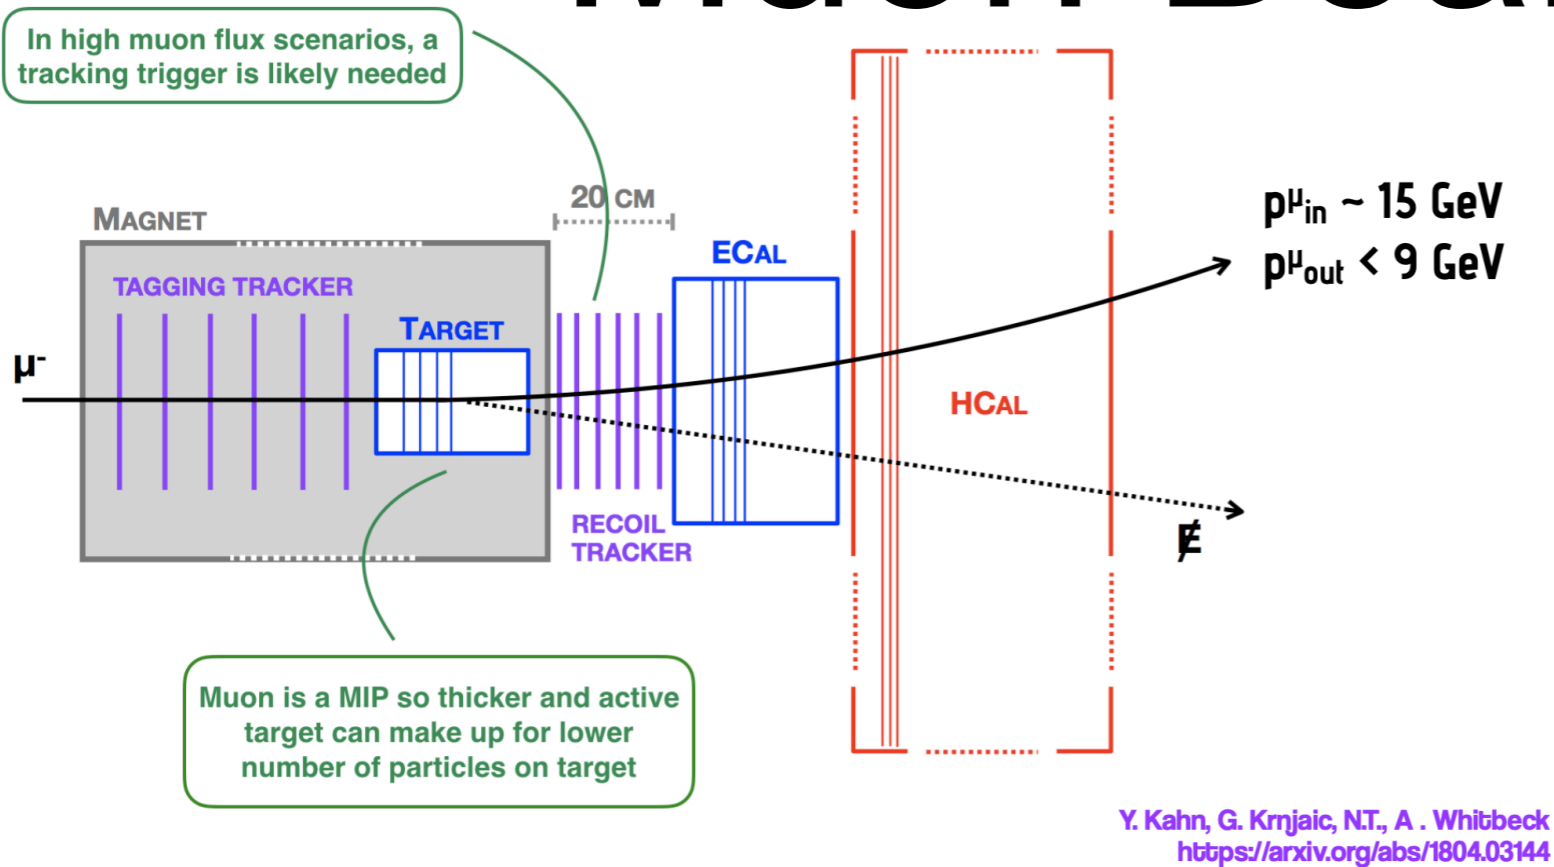 In high muon flux scenarios, a
tracking trigger is likely needed
20 CM
MAGNET
TAGGING TRACKER
TARGET
ECAL
μ-
HCAL
pμin ~ 15 GeV
pμout < 9 GeV
RECOIL
TRACKER
E̸
Muon is a MIP so thicker and active
target can make up for lower
number of particles on target
Y. Kahn, G. Krnjaic, N.T., A . Whitbeck
https://arxiv.org/abs/1804.03144